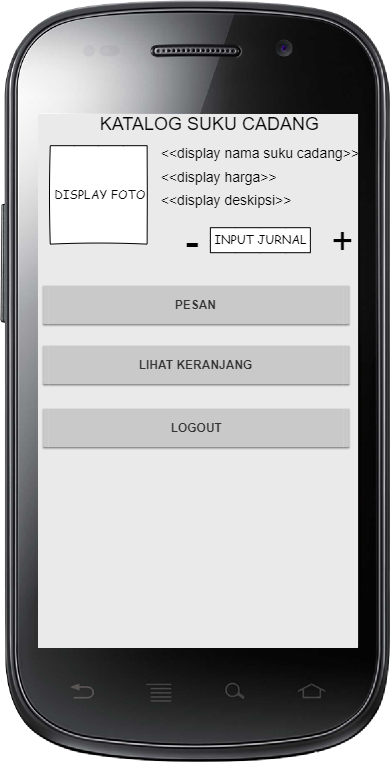 KATALOG SUKU CADANG
DISPLAY FOTO
<<display nama suku cadang>>
<<display harga>>
<<display deskipsi>>
- INPUT JURNAL +
PESAN
LIHAT KERANJANG
LOGOUT